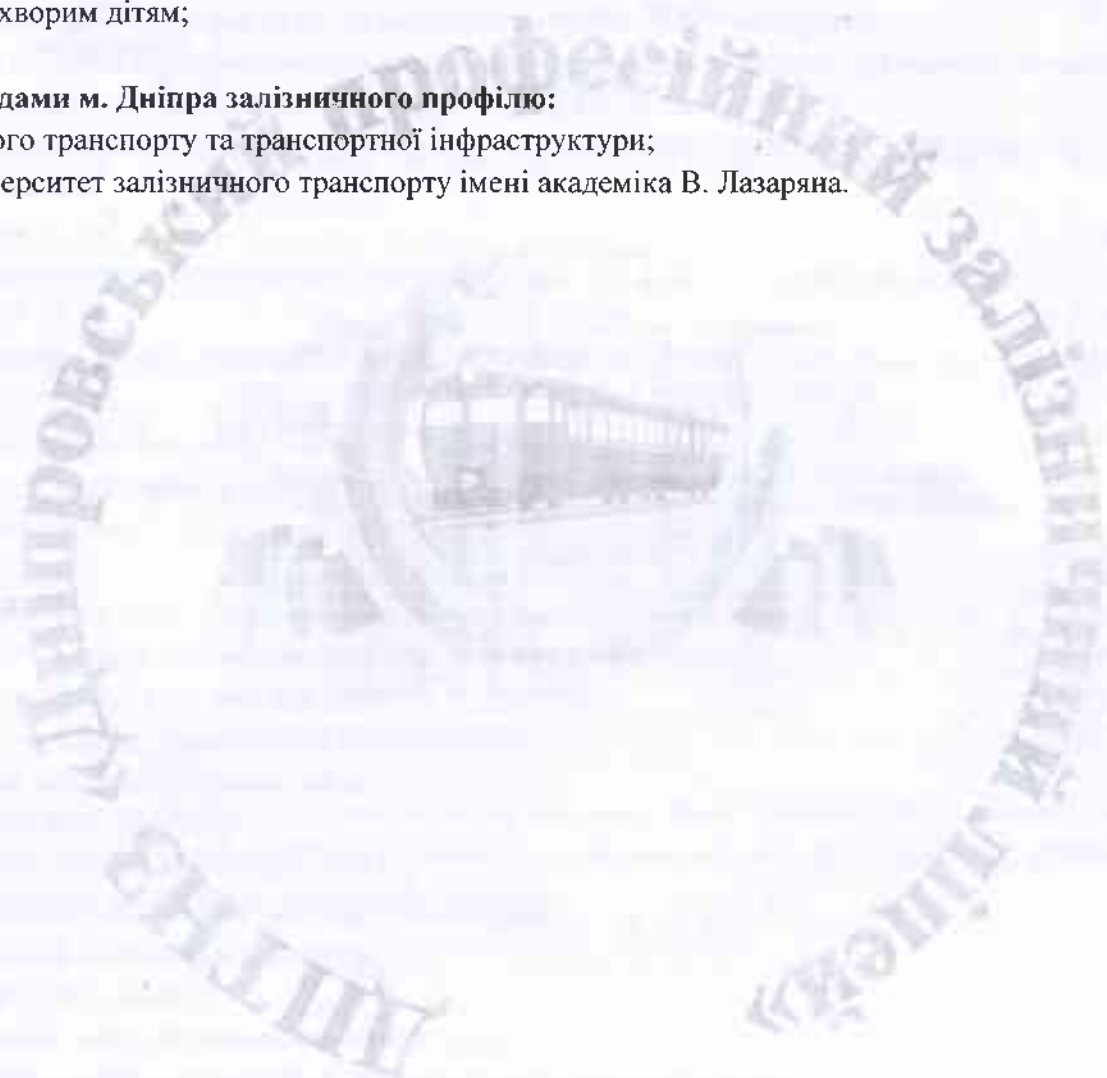 хворим дітям;
дами м. Дніпра залізничного профілю:
ого транспорту та транспортної інфраструктури;
ерситет залізничного транспорту імені академіка В. Лазаряна.
ДПТНЗ «Дніпровський професійний залізничний ліцей»